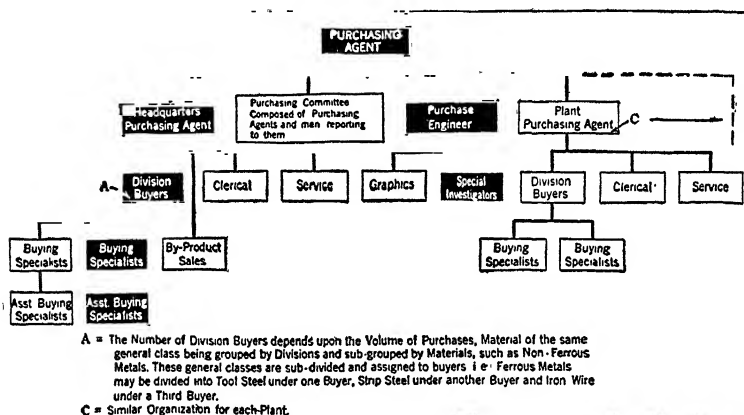 PURCHASING
AGENT
Headquarters
Purchasing Agent
Purchasing Committee
Composed of Purchasing
Agents and men reporting
to them
Purchase
Engineer
Plant
Purchasing Agent
C
A
Division
Buyers
Clerical
Service
Graphics
Special
Investigators
Division
Buyers
Clerical
Service
Buying
Specialists
Buying
Specialists
By-Product
Sales
Buying
Specialists
Buying
Specialists
Asst Buying
Specialists
Asst. Buying
Specialists
A = The Number of Division Buyers depends upon the Volume of Purchases, Material of the same
general class being grouped by Divisions and sub-grouped by Materials, such as Non-Ferrous
Metals. These general classes are sub-divided and assigned to buyers i e· Ferrous Metals
may be divided into Tool Steel under one Buyer, Strip Steel under another Buyer and Iron Wire
under a Third Buyer.
C = Similar Organization for each Plant.